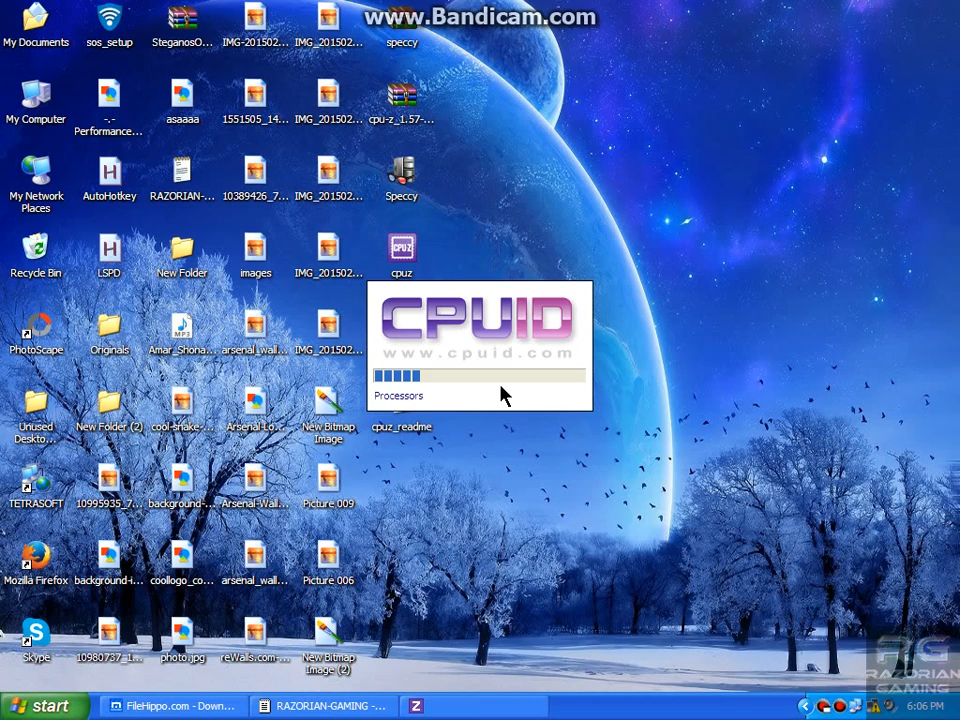 www.Bandicam.com
My Documents
sos_setup
SteganosO...
IMG-201502...
IMG_201502...
speccy
My Computer
-.-
Performance...
asaaaa
1551505_14...
IMG_201502...
cpu-z_1.57-...
My Network
Places
AutoHotkey
RAZORIAN-...
10389426_7...
IMG_201502...
Speccy
Recycle Bin
LSPD
New Folder
images
IMG_201502...
CPUZ
cpuz
PhotoScape
Originals
MP3
Amar_Shona...
arsenal_wall...
IMG_201502...
CPUID
www.cpuid.com
Processors
Unused
Deskto...
New Folder (2)
cool-snake-...
Arsenal-Lo...
New Bitmap
Image
cpuz_readme
TETRASOFT
10995935_7...
background-...
Arsenal-Wall...
Picture 009
Mozilla Firefox
background-i...
coollogo_co...
arsenal_wall...
Picture 006
Skype
10980737_1...
photo.jpg
reWalls.com-...
New Bitmap
Image (2)
RG
RAZORIAN
GAMING
start
FileHippo.com - Down...
RAZORIAN-GAMING -...
Z
6:06 PM